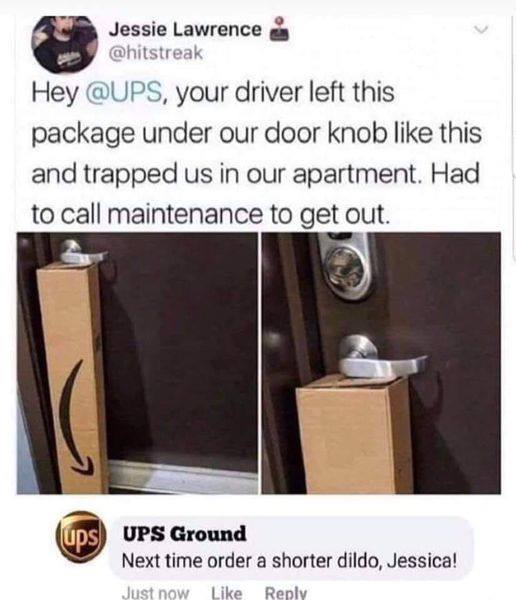 Jessie Lawrence
@hitstreak
Hey @UPS, your driver left this
package under our door knob like this
and trapped us in our apartment. Had
to call maintenance to get out.
ups
UPS Ground
Next time order a shorter dildo, Jessica!
Just now Like Reply